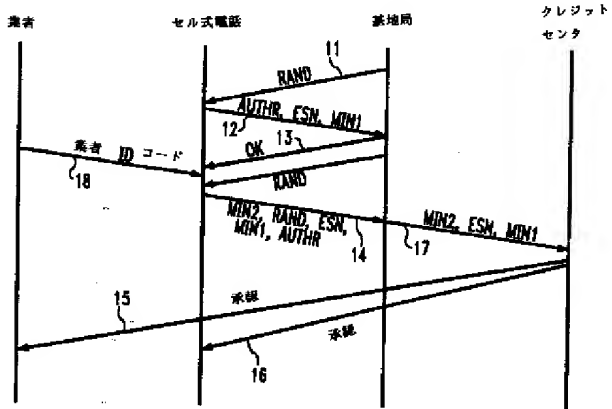 業者
セル式電話
基地局
クレジット
センタ
11
RAND
AUTHR, ESN, MIN1
12
13
OK
業者 ID コード
18
RAND
MIN2, RAND, ESN,
MIN1, AUTHR
14
17
MIN2, ESN, MIN1
15
承認
承認
16